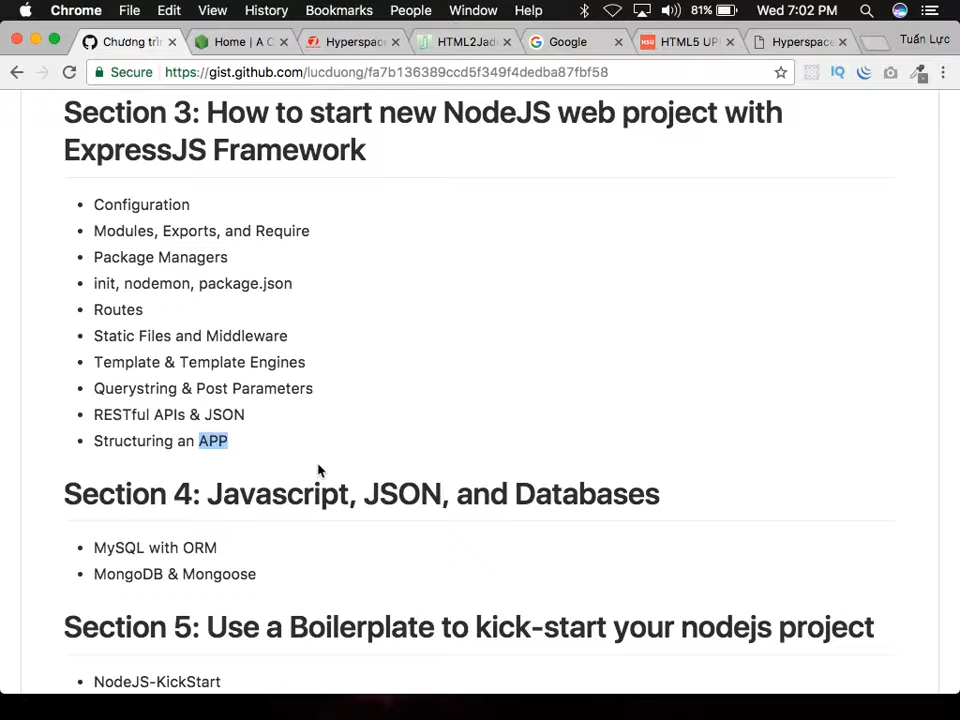 Chrome File Edit View History Bookmarks People Window Help 81% Wed 7:02 PM
Chương trì Home | A C Hyperspac HTML2Jad Google HTML5 UP Hyperspace Tuấn Lực
Secure https://gist.github.com/lucduong/fa7b136389ccd5f349f4dedba87fbf58
Section 3: How to start new NodeJS web project with
ExpressJS Framework
Configuration
Modules, Exports, and Require
Package Managers
init, nodemon, package.json
Routes
Static Files and Middleware
Template & Template Engines
Querystring & Post Parameters
RESTful APIs & JSON
Structuring an APP
Section 4: Javascript, JSON, and Databases
MySQL with ORM
MongoDB & Mongoose
Section 5: Use a Boilerplate to kick-start your nodejs project
NodeJS-KickStart